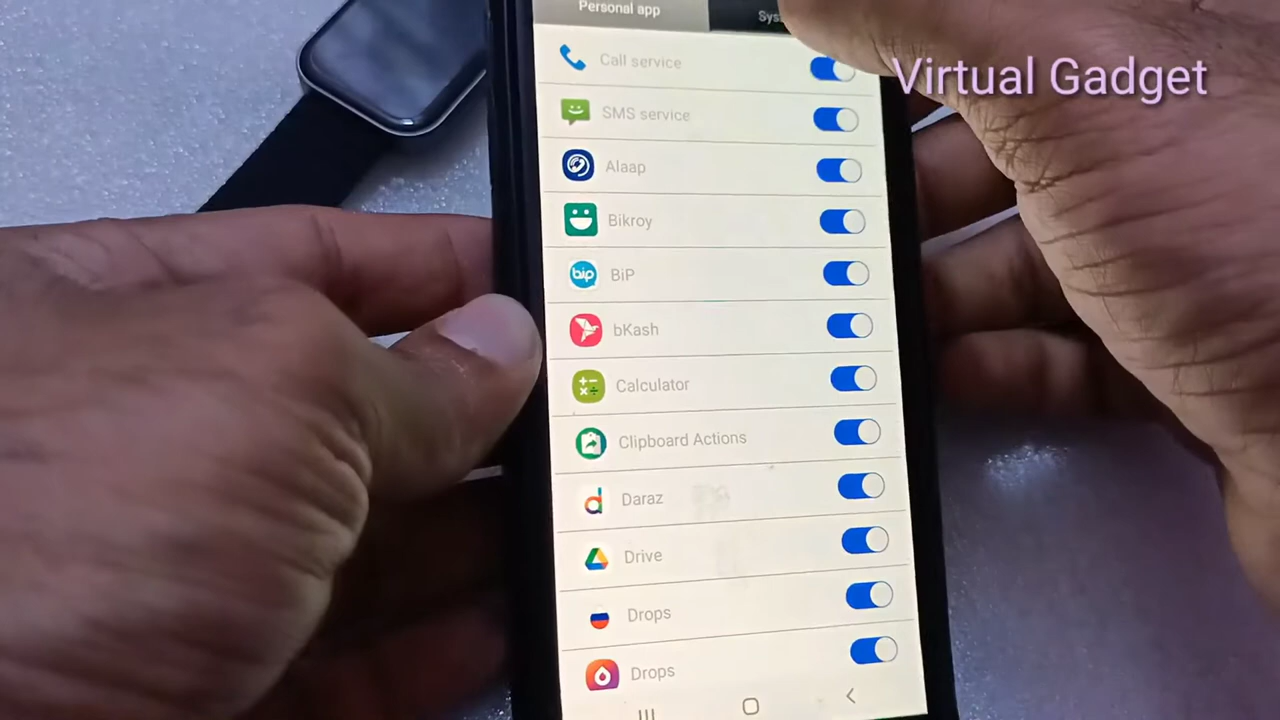 Personal app
Virtual Gadget
Call service
SMS service
Alaap
Bikroy
bip BiP
bKash
Calculator
Clipboard Actions
Daraz
Drive
Drops
Drops